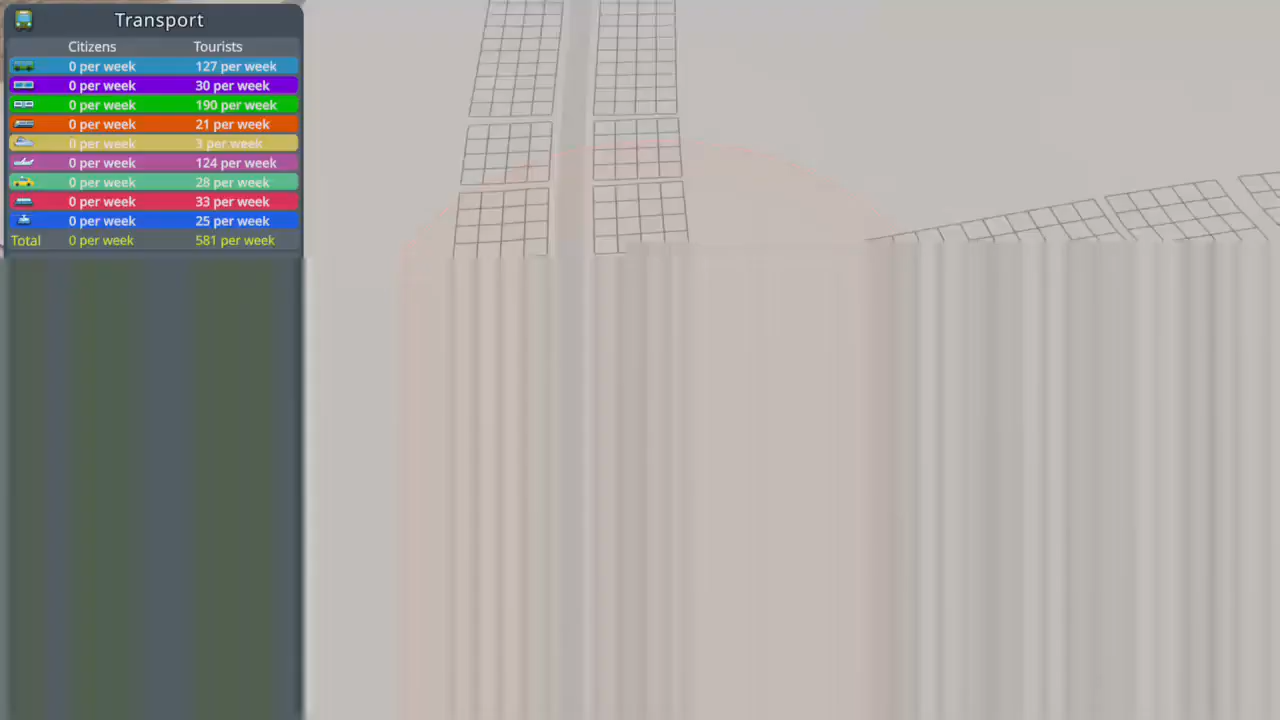 Transport
Citizens Tourists
0 per week 127 per week
0 per week 30 per week
0 per week 190 per week
0 per week 21 per week
0 per week 3 per week
0 per week 124 per week
0 per week 28 per week
0 per week 33 per week
0 per week 25 per week
Total 0 per week 581 per week